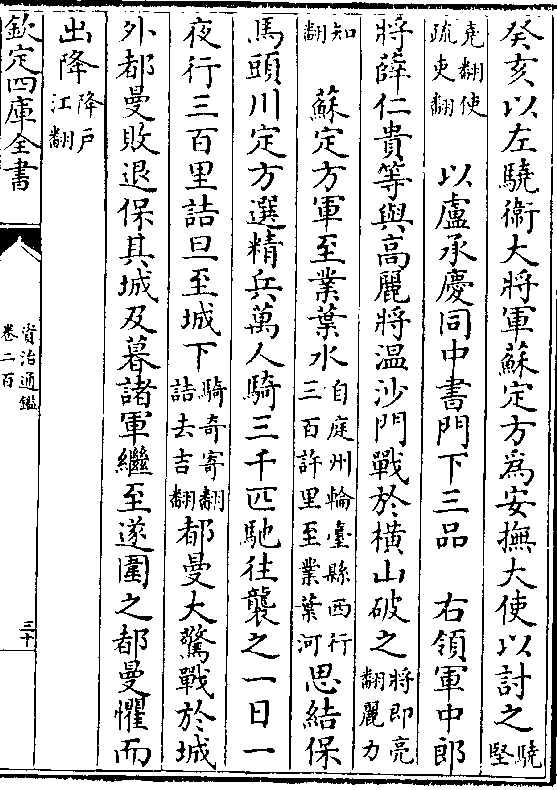 癸亥以左驍衞大將軍蘇定方為安撫大使以討之驍堅
堯翻使疏吏翻 以盧承慶同中書門下三品 右領軍中郎
將薛仁貴等與高麗將温沙門戰於橫山破之將即亮翻麗力
知翻 蘇定方軍至業葉水自庭州輪臺縣西行三百許里至業葉河思結保
馬頭川定方選精兵萬人騎三千匹馳往襲之一日一
夜行三百里詰旦至城下騎奇寄翻詰去吉翻都曼大驚戰於城
外都曼敗退保其城及暮諸軍繼至遂圍之都曼懼而
出降降戸江翻
欽定四庫全書
資治通鑑
卷二百
三十